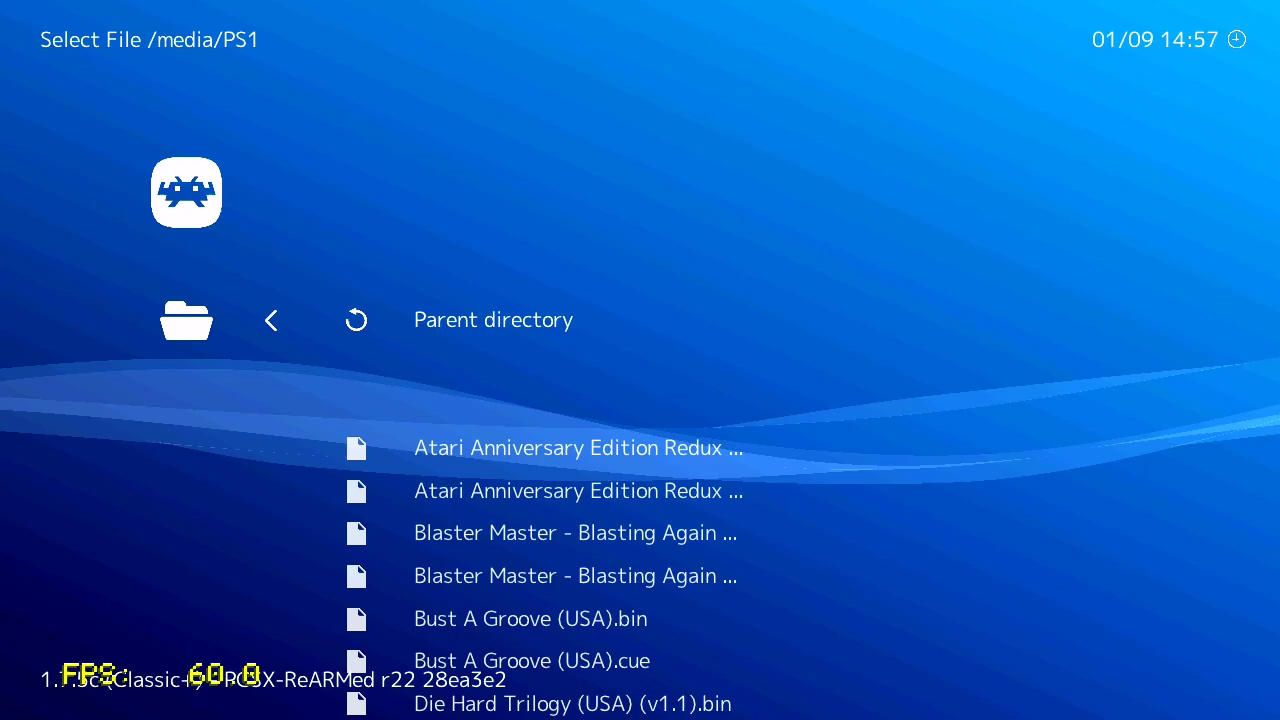 Select File /media/PS1
01/09 14:57
Parent directory
Atari Anniversary Edition Redux ...
Atari Anniversary Edition Redux ...
Blaster Master - Blasting Again ...
Blaster Master - Blasting Again ...
Bust A Groove (USA).bin
Bust A Groove (USA).cue
FPS: 60.0
(Classic+) - PCSX-ReARMed r22 28ea3e2
Die Hard Trilogy (USA) (v1.1).bin